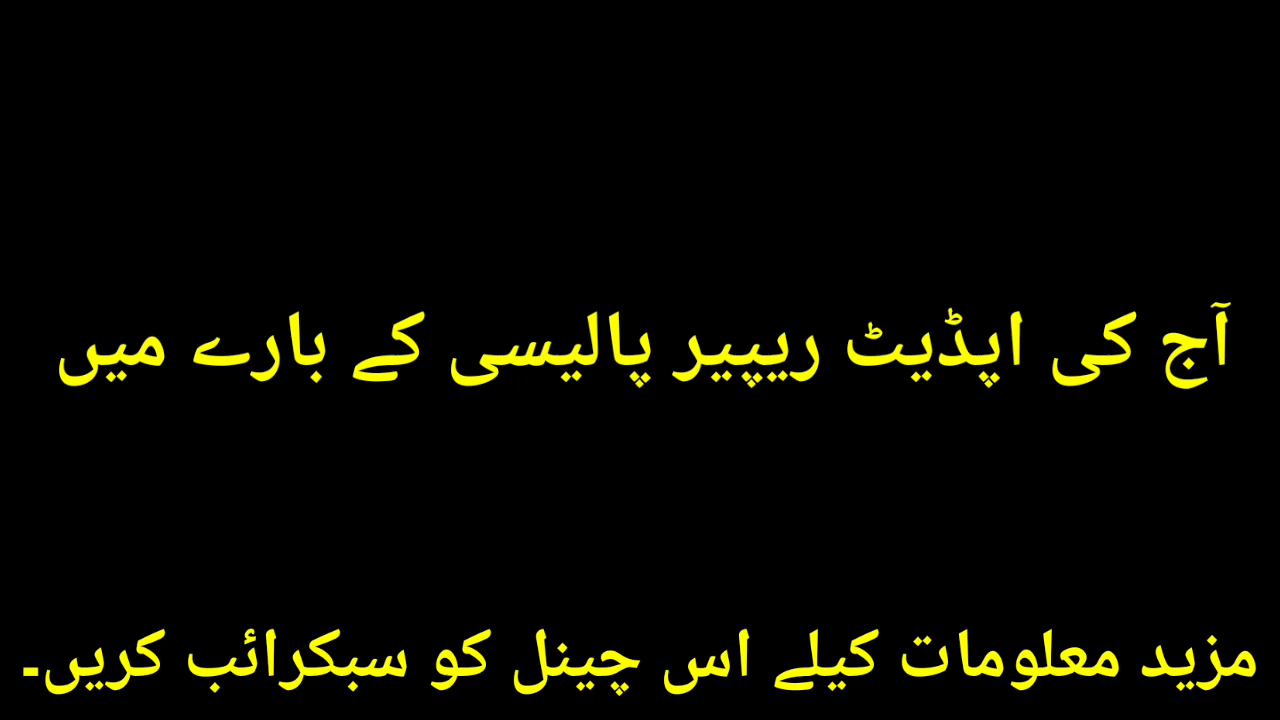 آج کی اپڈیٹ ریپیر پالیسی کے بارے میں
مزید معلومات کیلے اس چینل کو سبکرائب کریں۔